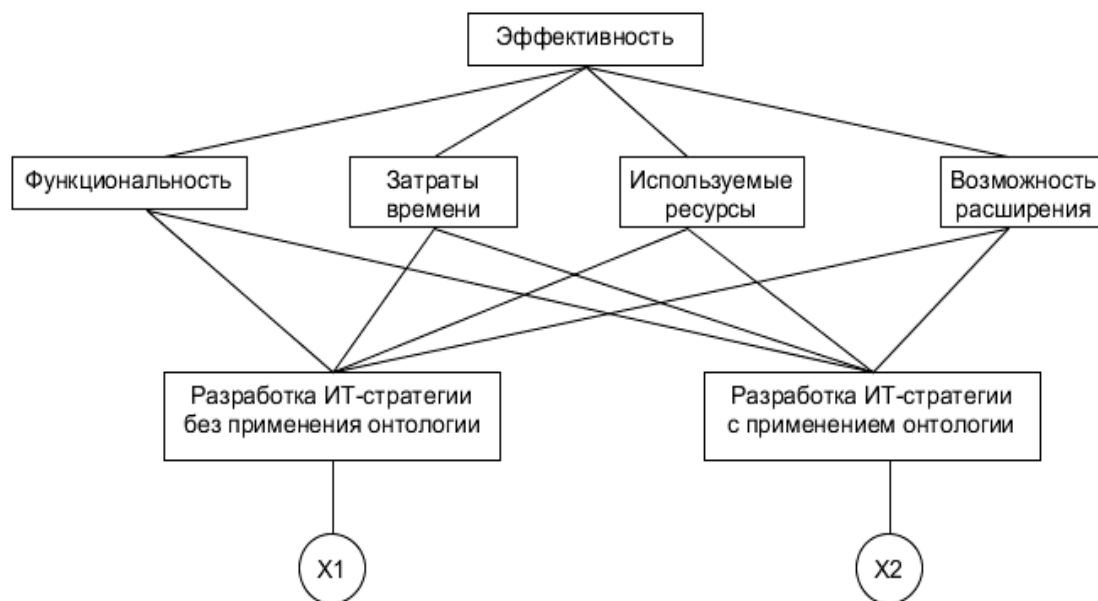 Эффективность
Функциональность
Затраты
времени
Используемые
ресурсы
Возможность
расширения
Разработка ИТ-стратегии
без применения онтологии
Разработка ИТ-стратегии
с применением онтологии
X1
X2